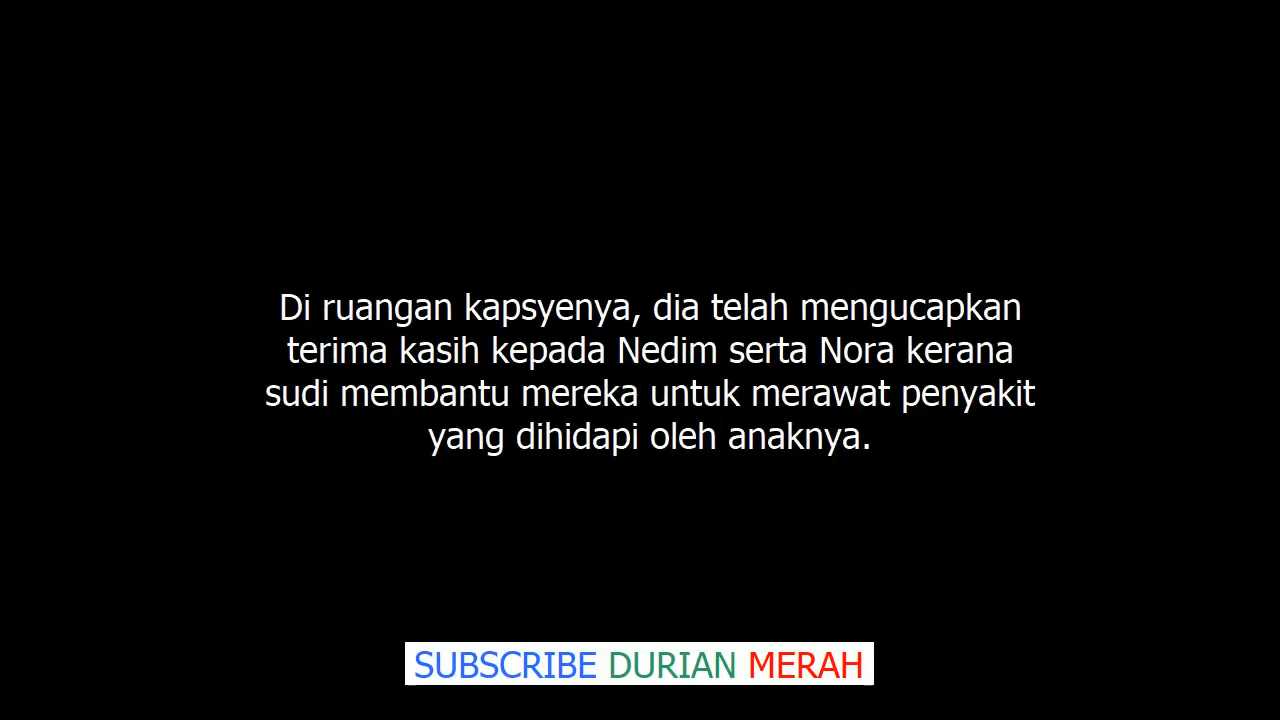 Di ruangan kapsyenya, dia telah mengucapkan
terima kasih kepada Nedim serta Nora kerana
sudi membantu mereka untuk merawat penyakit
yang dihidapi oleh anaknya.
SUBSCRIBE DURIAN MERAH